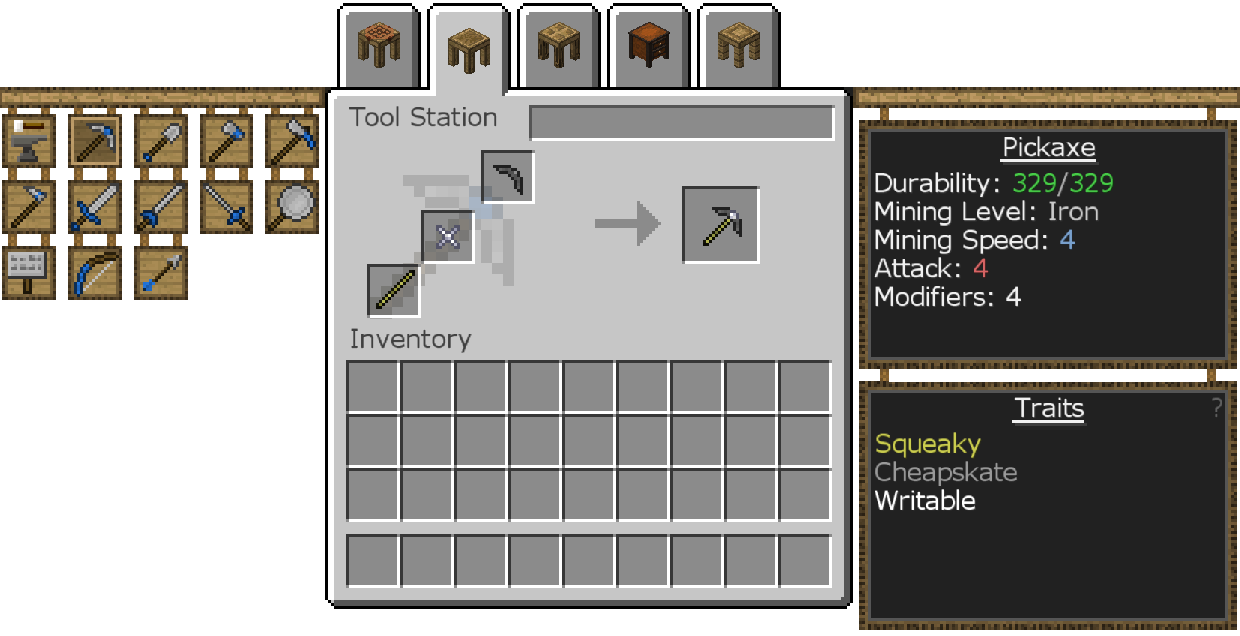 Tool Station
Inventory
Pickaxe
Durability: 329/329
Mining Level: Iron
Mining Speed: 4
Attack: 4
Modifiers: 4
Traits
?
Squeaky
Cheapskate
Writable